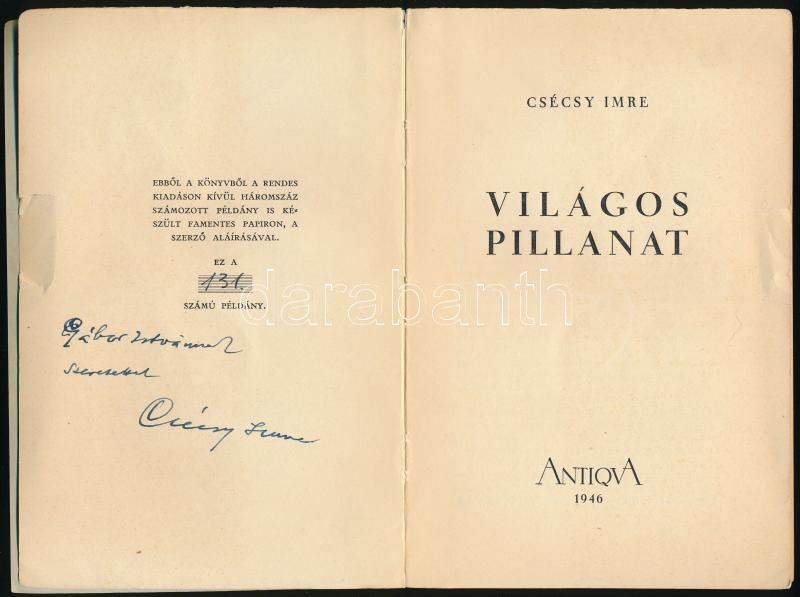 EBBŐL A KÖNYVBŐL A RENDES
KIADÁSON KÍVÜL HÁROMSZÁZ
SZÁMOZOTT PÉLDÁNY IS KÉ-
SZÜLT FAMENTES PAPIRON, A
SZERZŐ ALÁÍRÁSÁVAL.
EZ A
131.
SZÁMÚ PÉLDÁNY.
Gábor Istvánnak
szeretettel
Csécsy Imre
CSÉCSY IMRE
VILÁGOS
PILLANAT
ANTIQVA
1946
darabanth